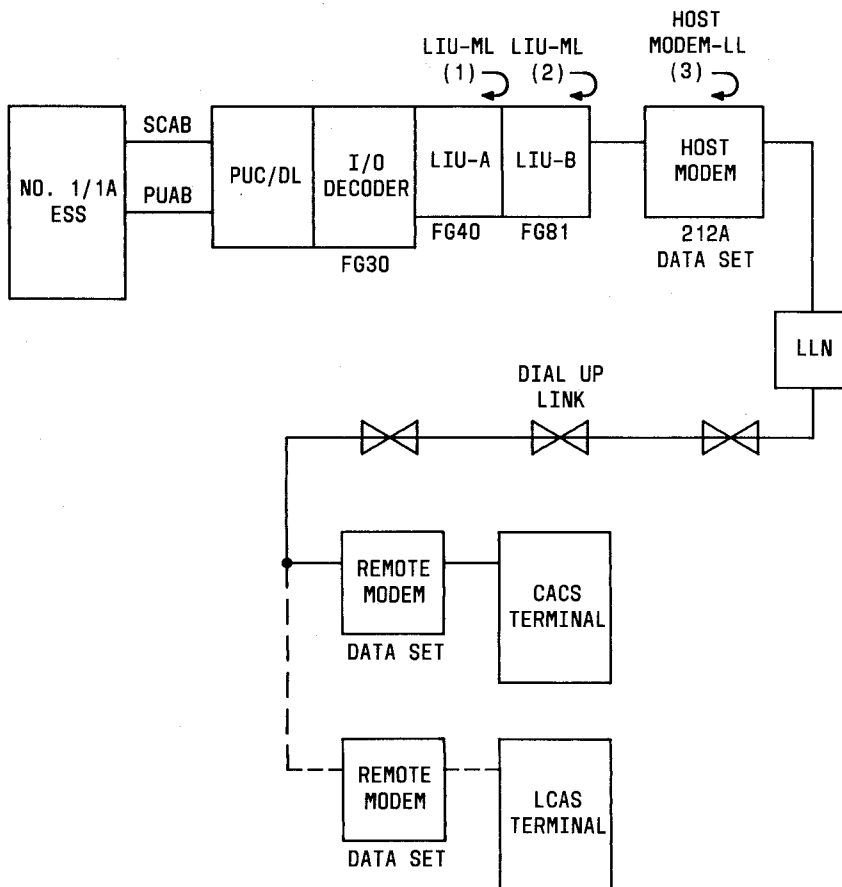 LIU-ML
(1)
LIU-ML
(2)
HOST
MODEM-LL
(3)
NO. 1/1A
ESS
SCAB
PUAB
PUC/DL
I/O
DECODER
FG30
LIU-A
FG40
LIU-B
FG81
HOST
MODEM
212A
DATA SET
LLN
DIAL UP
LINK
REMOTE
MODEM
DATA SET
CACS
TERMINAL
REMOTE
MODEM
DATA SET
LCAS
TERMINAL